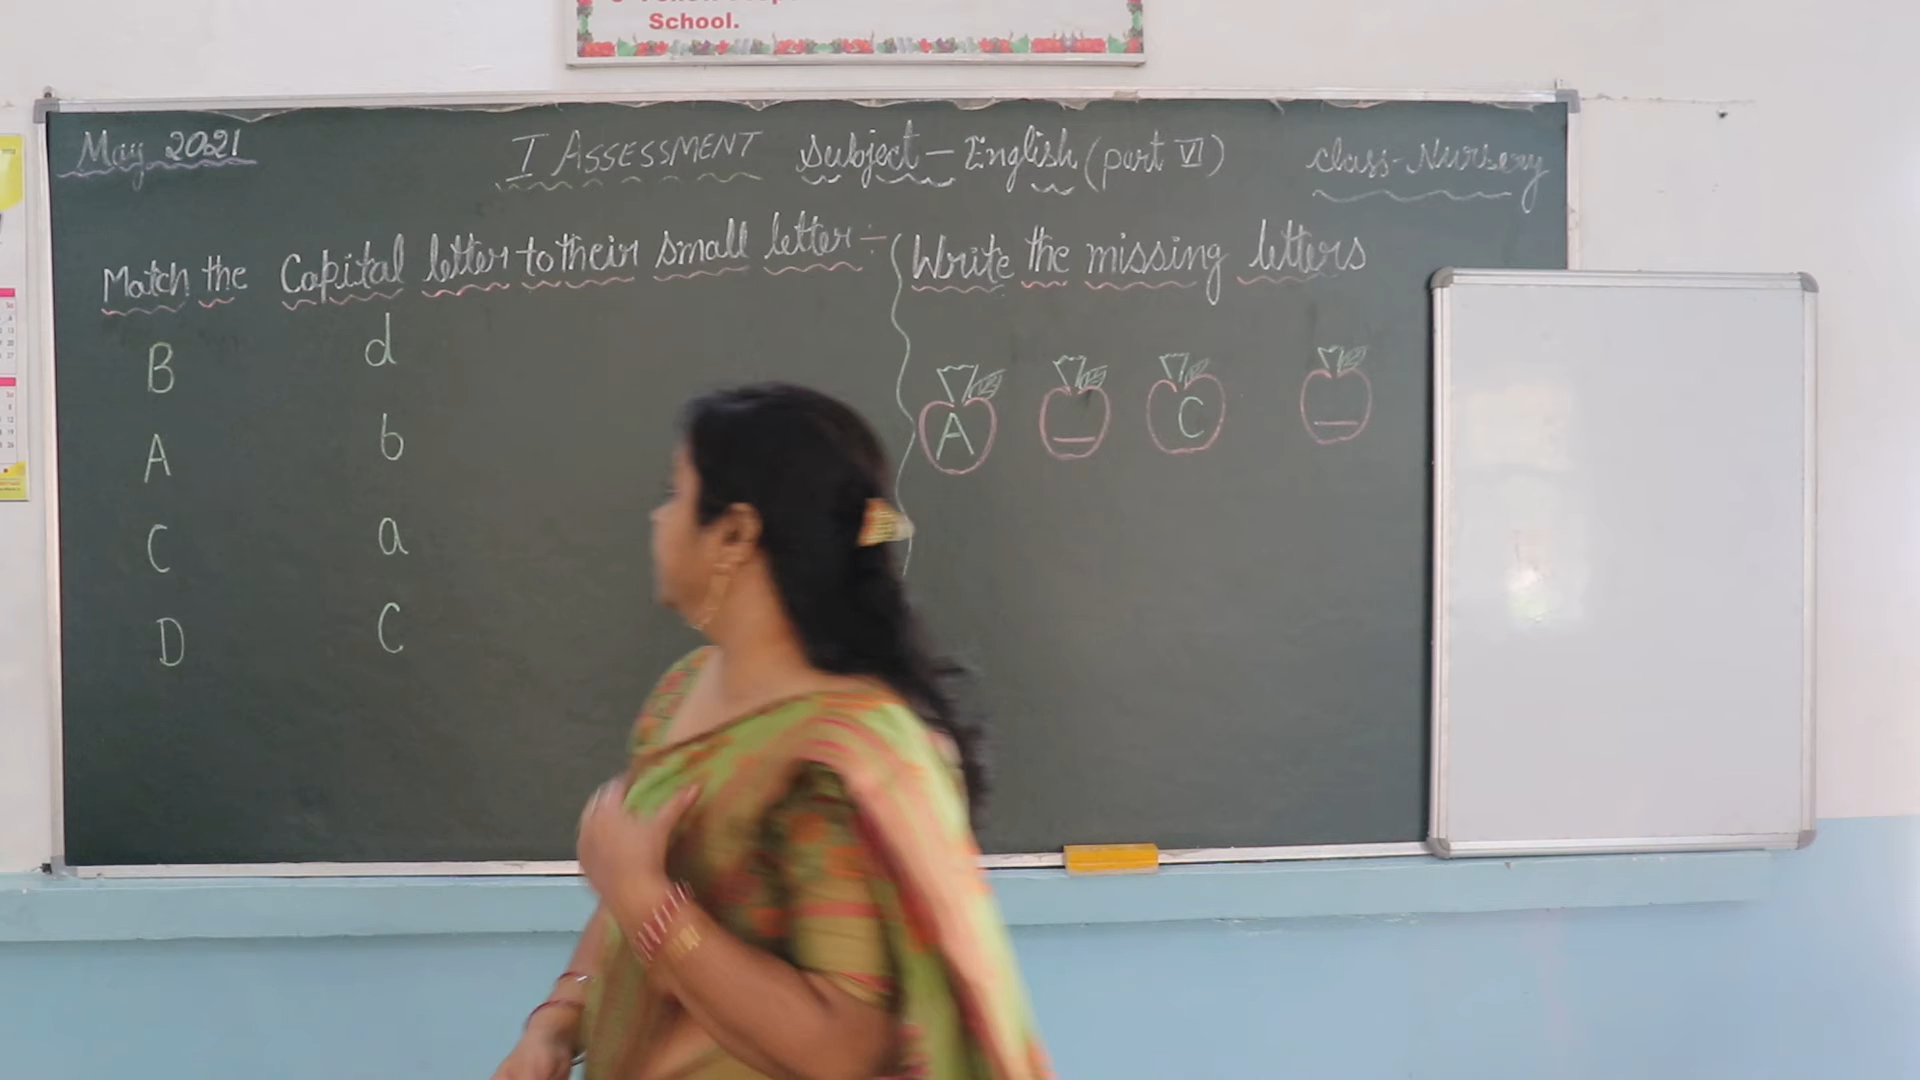 School.
May 2021
I ASSESSMENT Subject - English (part VI)
class-Nursery
Match the Capital letter to their small letter :-
B d
A b
C a
D C
Write the missing letters
A _ C _